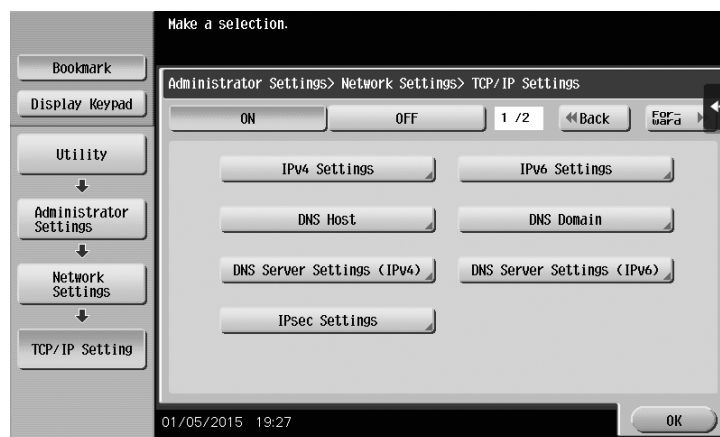 Make a selection.
Bookmark
Display Keypad
Utility
Administrator
Settings
Network
Settings
TCP/IP Setting
Administrator Settings> Network Settings> TCP/IP Settings
ON
OFF
1 /2
Back
For-
ward
IPv4 Settings
IPv6 Settings
DNS Host
DNS Domain
DNS Server Settings (IPv4)
DNS Server Settings (IPv6)
IPsec Settings
01/05/2015 19:27
OK